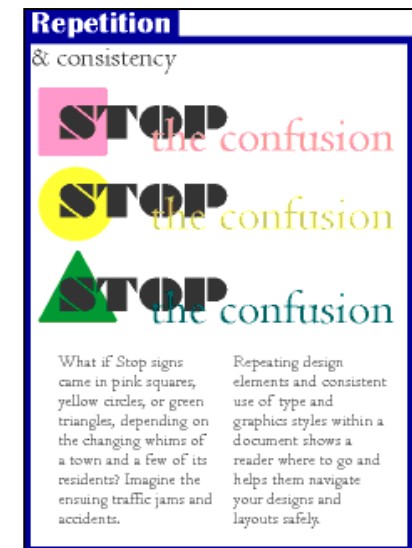 Repetition
& consistency
STOP
the confusion
STOP
the confusion
STOP
the confusion
What if Stop signs
came in pink squares,
yellow circles, or green
triangles, depending on
the changing whims of
a town and a few of its
residents? Imagine the
ensuing traffic jams and
accidents.
Repeating design
elements and consistent
use of type and
graphics styles within a
document shows a
reader where to go and
helps them navigate
your designs and
layouts safely.